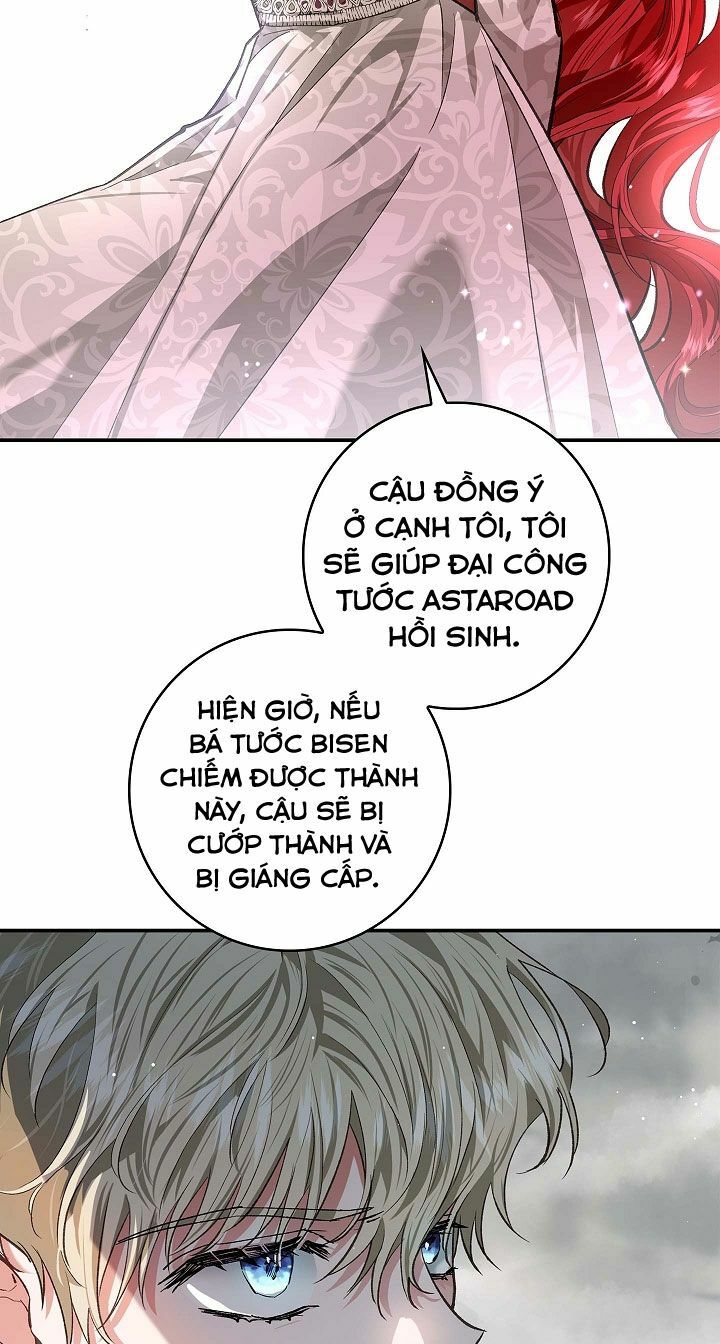 CẬU ĐỒNG Ý
Ở CẠNH TÔI, TÔI
SẼ GIÚP ĐẠI CÔNG
TƯỚC ASTAROAD
HỒI SINH.
HIỆN GIỜ, NẾU
BÁ TƯỚC BISEN
CHIẾM ĐƯỢC THÀNH
NÀY, CẬU SẼ BỊ
CƯỚP THÀNH VÀ
BỊ GIÁNG CẤP.